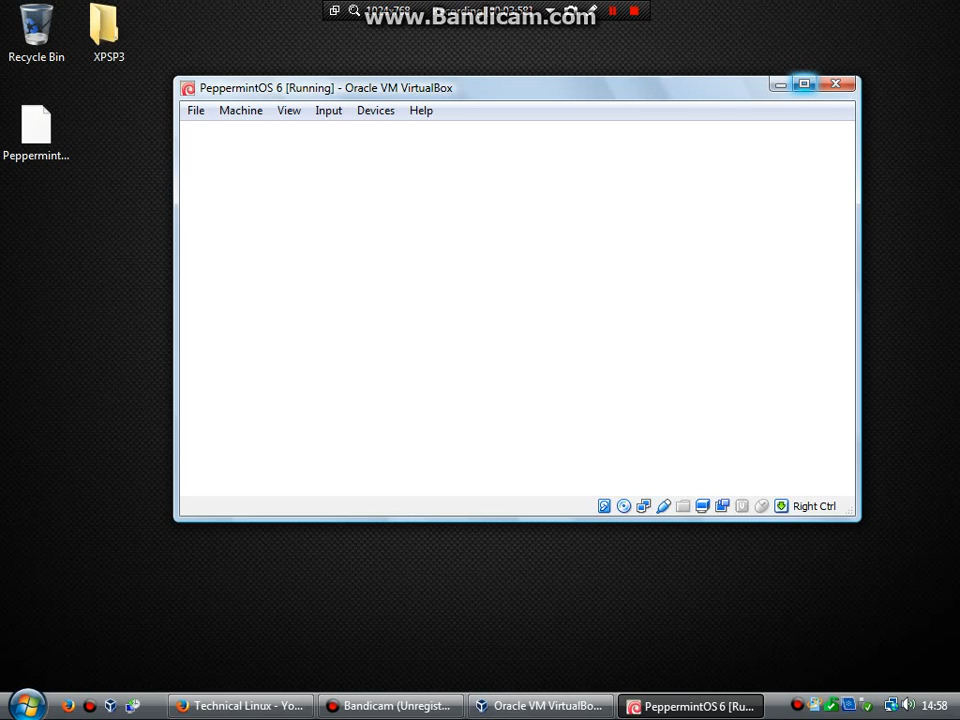 www.Bandicam.com
Recycle Bin
XPSP3
Peppermint...
PeppermintOS 6 [Running] - Oracle VM VirtualBox
File Machine View Input Devices Help
Right Ctrl
Technical Linux - Yo...
Bandicam (Unregist...
Oracle VM VirtualBo...
PeppermintOS 6 [Ru...
14:58